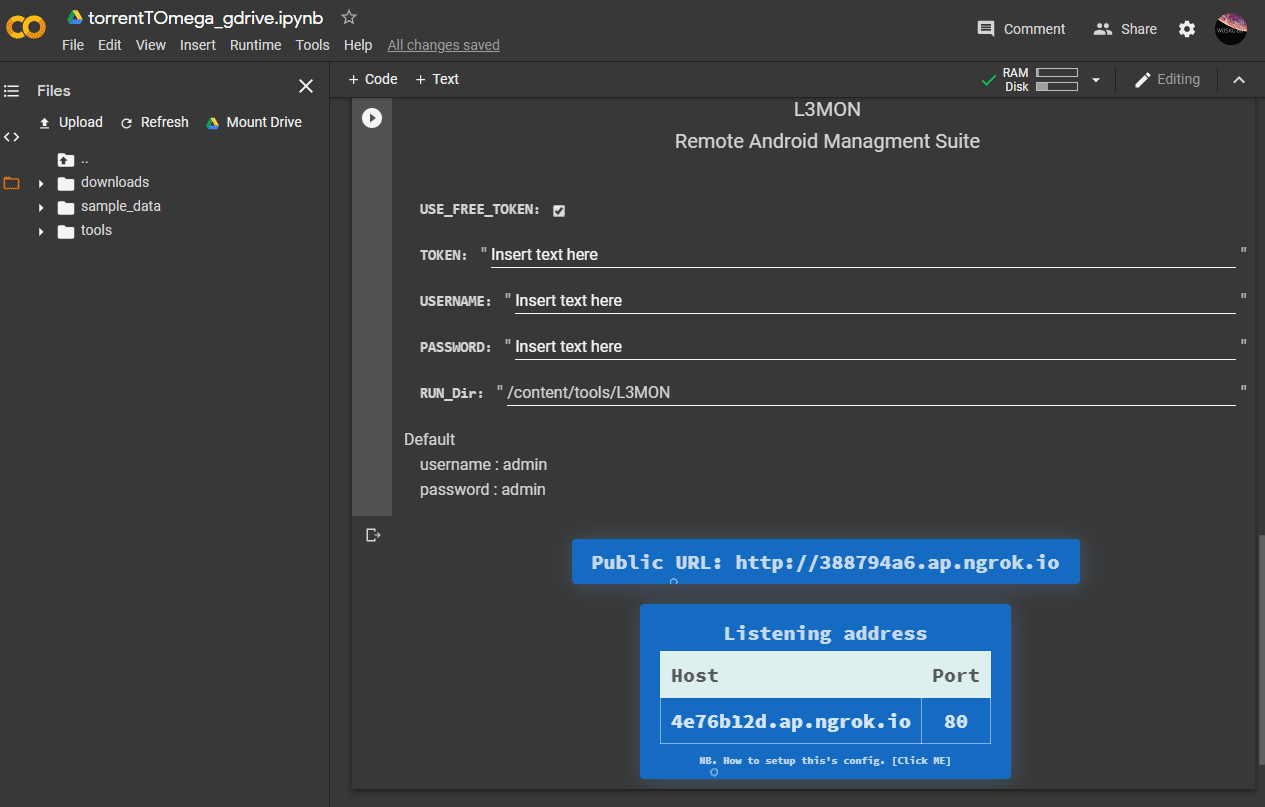 torrentTOmega_gdrive.ipynb
File Edit View Insert Runtime Tools Help All changes saved
Comment Share
Files
+ Code + Text
RAM
Disk
Editing
Upload Refresh Mount Drive
..
downloads
sample_data
tools
L3MON
Remote Android Managment Suite
USE_FREE_TOKEN:
TOKEN: " Insert text here "
USERNAME: " Insert text here "
PASSWORD: " Insert text here "
RUN_Dir: " /content/tools/L3MON "
Default
username : admin
password : admin
Public URL: http://388794a6.ap.ngrok.io
Listening address
Host Port
4e76b12d.ap.ngrok.io 80
NB. How to setup this's config. [Click ME]